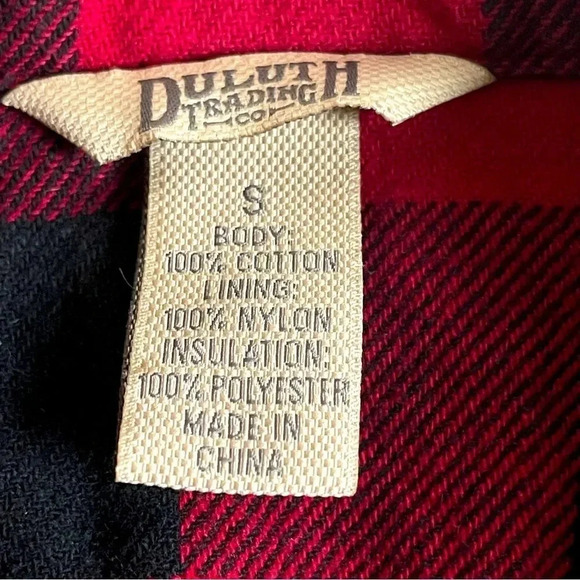 DULUTH
TRADING
CO
S
BODY:
100% COTTON
LINING:
100% NYLON
INSULATION:
100% POLYESTER
MADE IN
CHINA